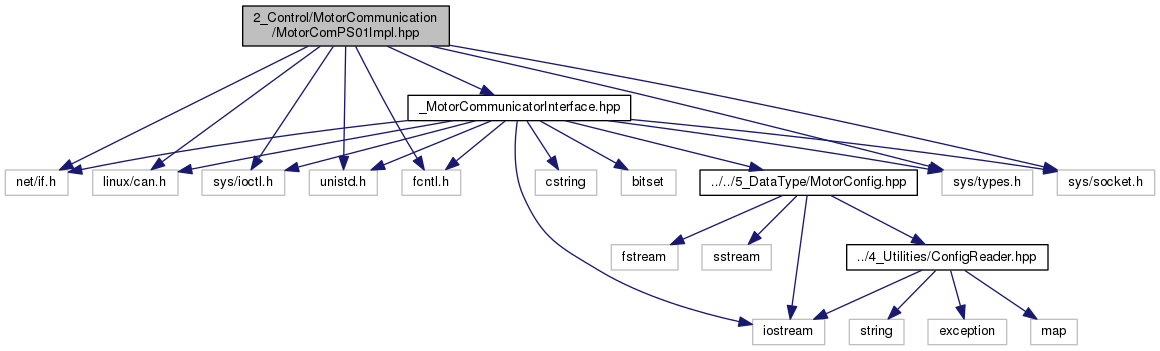 2_Control/MotorCommunication
/MotorComPS01Impl.hpp
_MotorCommunicatorInterface.hpp
net/if.h
linux/can.h
sys/ioctl.h
unistd.h
fcntl.h
cstring
bitset
../../5_DataType/MotorConfig.hpp
sys/types.h
sys/socket.h
fstream
sstream
../4_Utilities/ConfigReader.hpp
iostream
string
exception
map